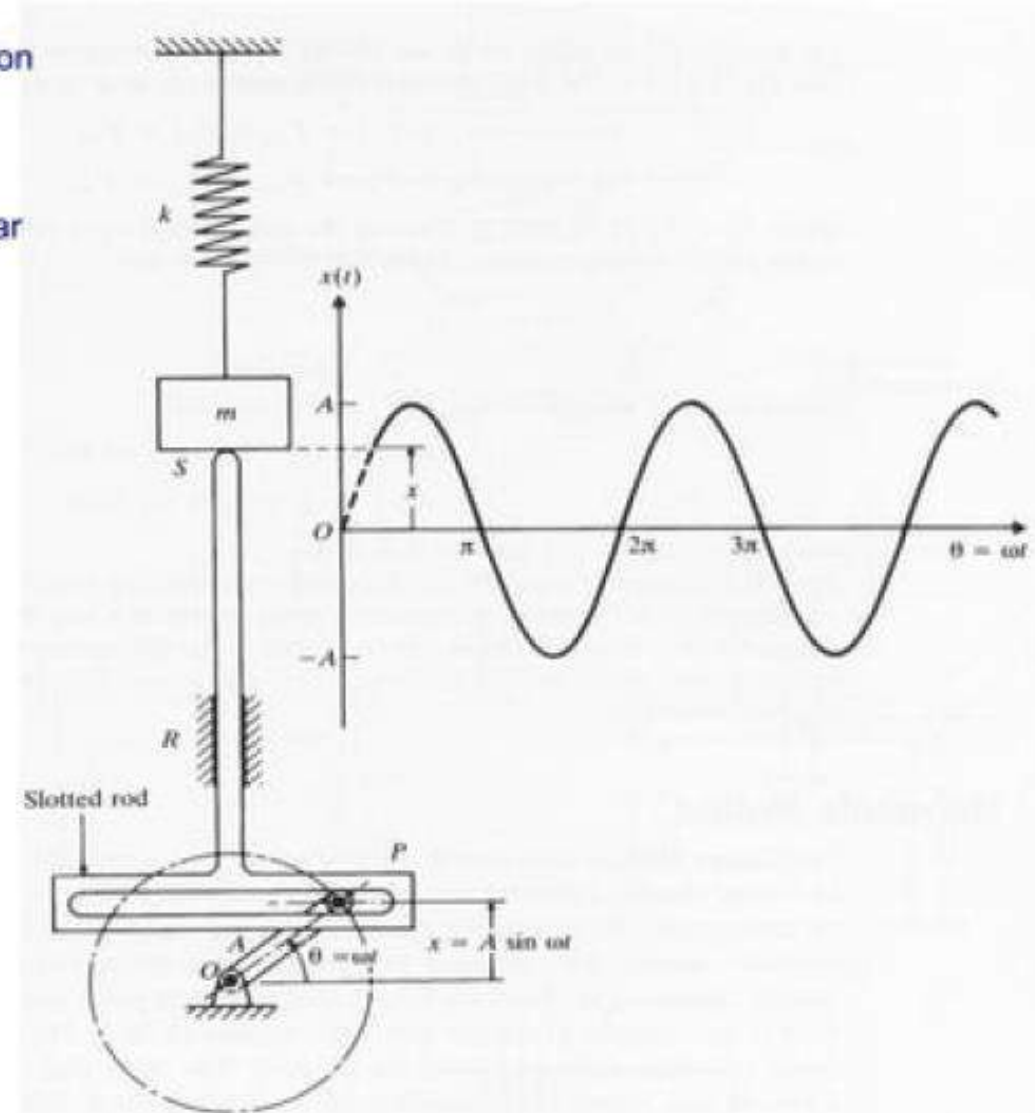 on
k
ar
x(t)
A
m
S
x
O
π
2π
3π
θ = ωt
−A
R
Slotted rod
P
A
θ = ωt
x = A sin ωt
O